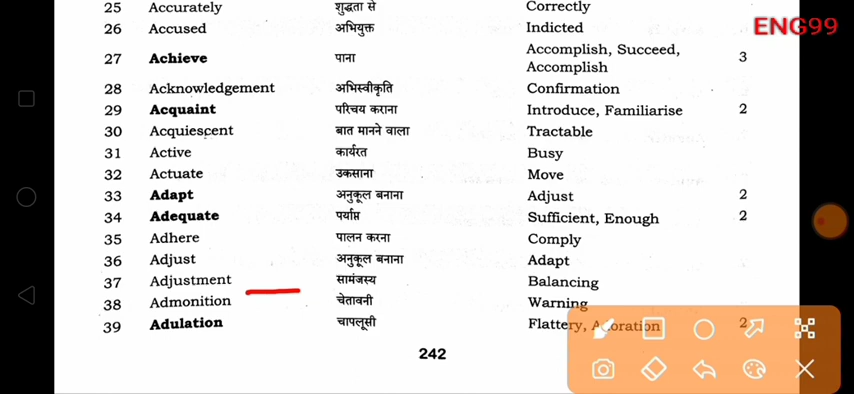 ENG99
25 Accurately शुद्धता से Correctly
26 Accused अभियुक्त Indicted
27 Achieve पाना Accomplish, Succeed, Accomplish 3
28 Acknowledgement अभिस्वीकृति Confirmation
29 Acquaint परिचय कराना Introduce, Familiarise 2
30 Acquiescent बात मानने वाला Tractable
31 Active कार्यरत Busy
32 Actuate उकसाना Move
33 Adapt अनुकूल बनाना Adjust 2
34 Adequate पर्याप्त Sufficient, Enough 2
35 Adhere पालन करना Comply
36 Adjust अनुकूल बनाना Adapt
37 Adjustment सामंजस्य Balancing
38 Admonition चेतावनी Warning
39 Adulation चापलूसी Flattery, Adoration 2
242